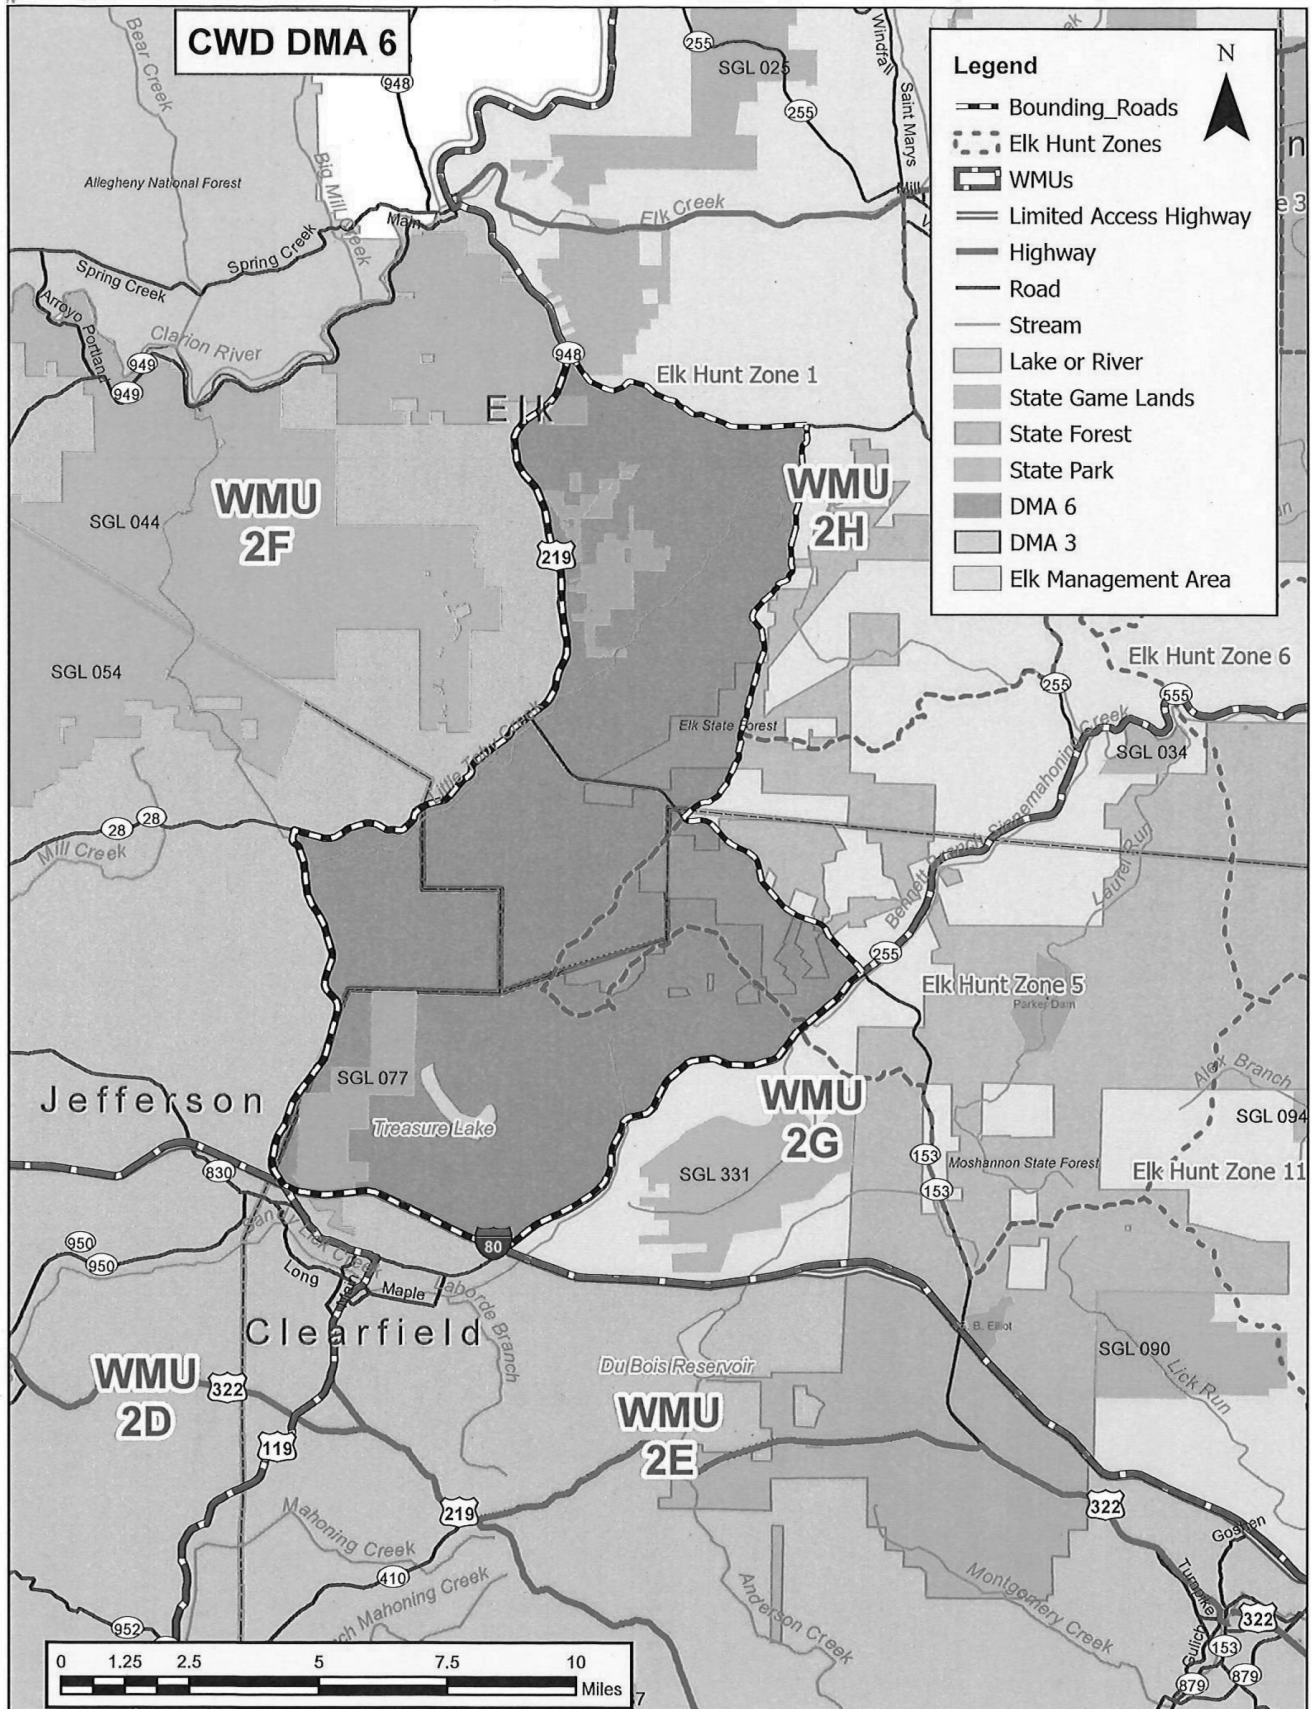 CWD DMA 6
Bear Creek
948
255
SGL 025
Windfall
Saint Marys
255
Legend
N
Bounding_Roads
Elk Hunt Zones
WMUs
Limited Access Highway
Highway
Road
Stream
Lake or River
State Game Lands
State Forest
State Park
DMA 6
DMA 3
Elk Management Area
Allegheny National Forest
Big Mill Creek
Main
Mill
Elk Creek
Spring Creek
Spring Creek
Arroyo Portland
Clarion River
949
949
948
Elk Hunt Zone 1
Elk
WMU
2F
WMU
2H
SGL 044
219
SGL 054
Elk Hunt Zone 6
255
555
Elk State Forest
SGL 034
28
28
Mill Creek
Bennett Branch Sinnemahoning Creek
Laurel Run
255
Elk Hunt Zone 5
Parker Dam
Jefferson
SGL 077
Treasure Lake
WMU
2G
Alex Branch
SGL 094
SGL 331
153
Moshannon State Forest
153
Elk Hunt Zone 11
830
950
950
Sandy Lick Creek
80
Long
Maple
Laborde Branch
Clearfield
B. Elliot
SGL 090
Lick Run
Du Bois Reservoir
WMU
2D
322
WMU
2E
119
219
322
Goshen
Mahoning Creek
410
Mahoning Creek
Anderson Creek
Montgomery Creek
Turnpike
322
Gulich
153
879
879
952
0 1.25 2.5 5 7.5 10
Miles